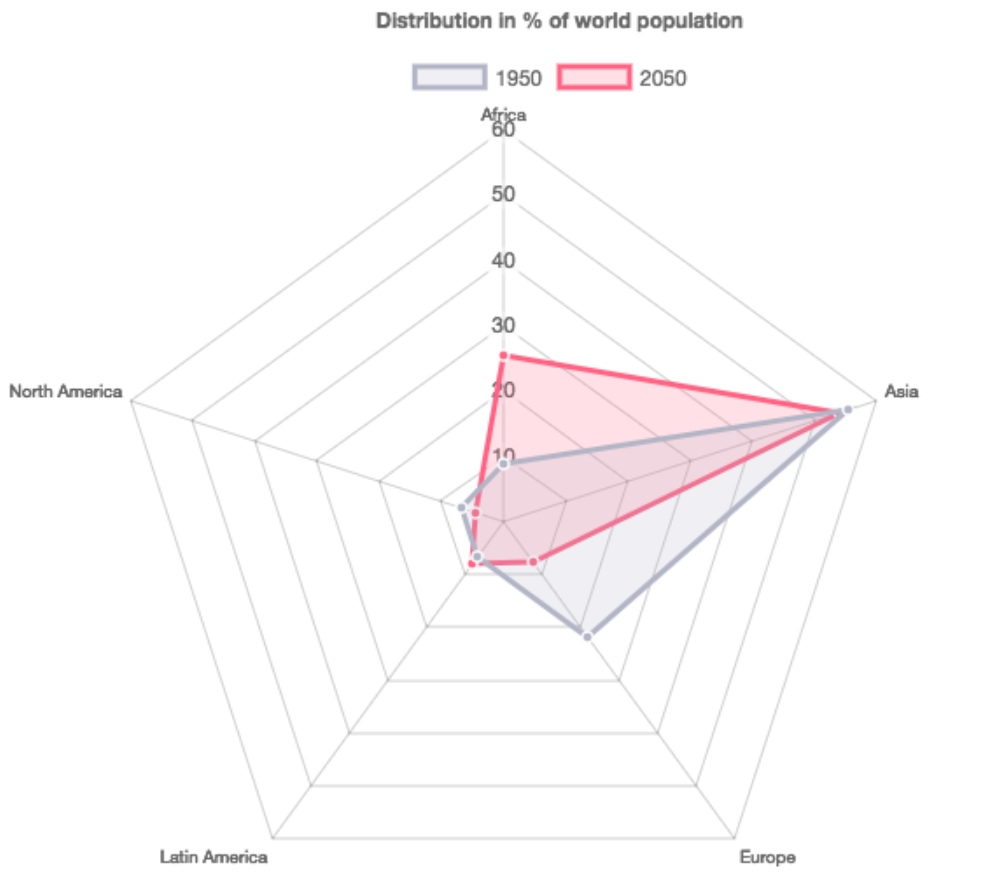 Distribution in % of world population
1950 2050
Africa
60
50
40
30
20
10
North America
Asia
Latin America
Europe